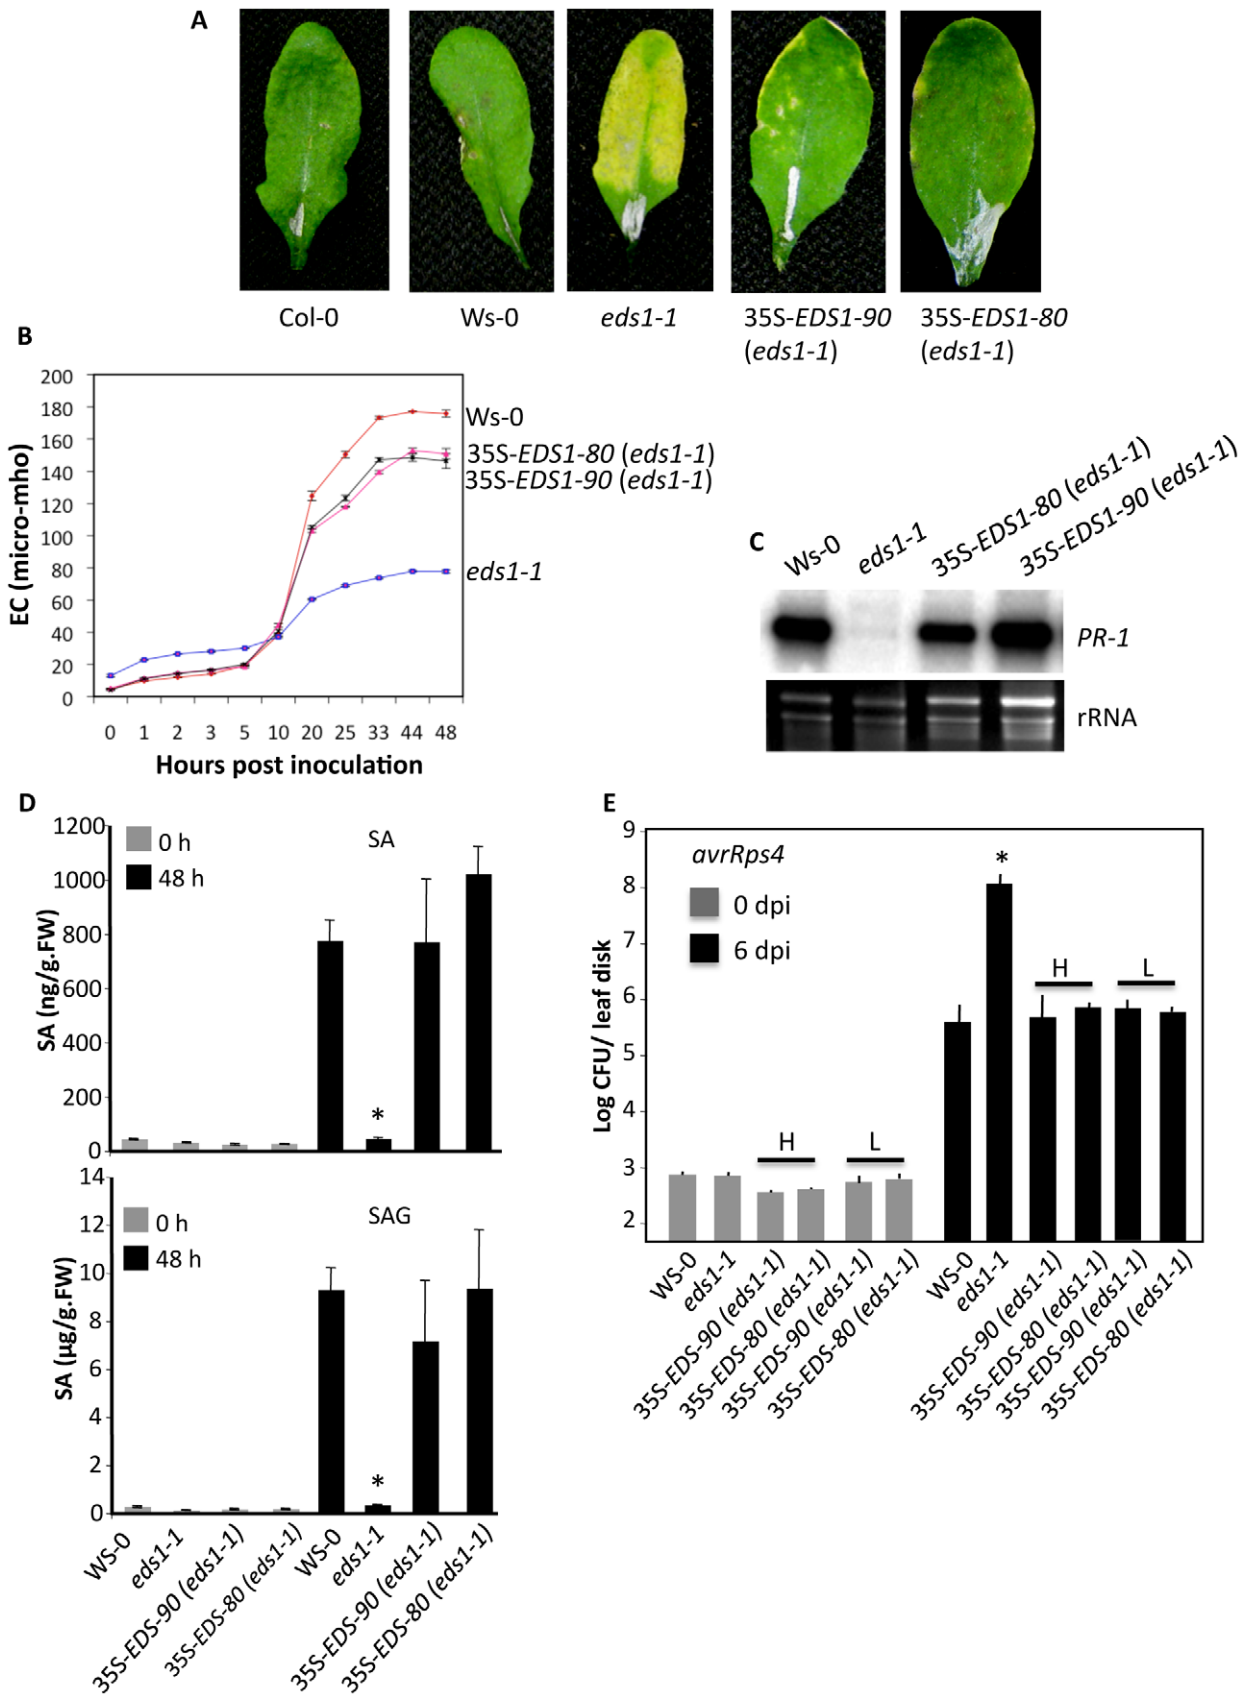 A
Col-0
Ws-0
eds1-1
35S-EDS1-90
(eds1-1)
35S-EDS1-80
(eds1-1)
B
200
180
160
140
120
100
80
60
40
20
0
EC (micro-mho)
Ws-0
35S-EDS1-80 (eds1-1)
35S-EDS1-90 (eds1-1)
eds1-1
0 1 2 3 5 10 20 25 33 44 48
Hours post inoculation
C
Ws-0
eds1-1
35S-EDS1-80 (eds1-1)
35S-EDS1-90 (eds1-1)
PR-1
rRNA
D
1200
1000
800
600
400
200
0
SA (ng/g.FW)
0 h
48 h
SA
*
14
12
10
8
6
4
2
0
SA (µg/g.FW)
0 h
48 h
SAG
*
WS-0
eds1-1
35S-EDS-90 (eds1-1)
35S-EDS-80 (eds1-1)
WS-0
eds1-1
35S-EDS-90 (eds1-1)
35S-EDS-80 (eds1-1)
E
9
8
7
6
5
4
3
2
Log CFU/ leaf disk
avrRps4
0 dpi
6 dpi
*
H
L
H
L
WS-0
eds1-1
35S-EDS-90 (eds1-1)
35S-EDS-80 (eds1-1)
35S-EDS-90 (eds1-1)
35S-EDS-80 (eds1-1)
WS-0
eds1-1
35S-EDS-90 (eds1-1)
35S-EDS-80 (eds1-1)
35S-EDS-90 (eds1-1)
35S-EDS-80 (eds1-1)